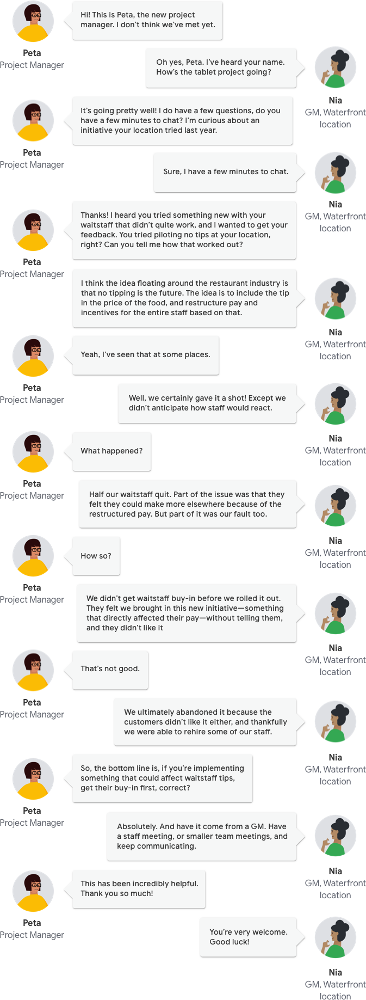 Hi! This is Peta, the new project
manager. I don't think we've met yet.
Peta
Project Manager
Oh yes, Peta. I've heard your name.
How's the tablet project going?
Nia
GM, Waterfront
location
It's going pretty well! I do have a few questions, do you
have a few minutes to chat? I'm curious about an
initiative your location tried last year.
Peta
Project Manager
Sure, I have a few minutes to chat.
Nia
GM, Waterfront
location
Thanks! I heard you tried something new with your
waitstaff that didn't quite work, and I wanted to get your
feedback. You tried piloting no tips at your location,
right? Can you tell me how that worked out?
Peta
Project Manager
I think the idea floating around the restaurant industry is
that no tipping is the future. The idea is to include the tip
in the price of the food, and restructure pay and
incentives for the entire staff based on that.
Nia
GM, Waterfront
location
Yeah, I've seen that at some places.
Peta
Project Manager
Well, we certainly gave it a shot! Except we
didn't anticipate how staff would react.
Nia
GM, Waterfront
location
What happened?
Peta
Project Manager
Half our waitstaff quit. Part of the issue was that they
felt they could make more elsewhere because of the
restructured pay. But part of it was our fault too.
Nia
GM, Waterfront
location
How so?
Peta
Project Manager
We didn't get waitstaff buy-in before we rolled it out.
They felt we brought in this new initiative—something
that directly affected their pay—without telling them,
and they didn't like it
Nia
GM, Waterfront
location
That's not good.
Peta
Project Manager
We ultimately abandoned it because the
customers didn't like it either, and thankfully
we were able to rehire some of our staff.
Nia
GM, Waterfront
location
So, the bottom line is, if you're implementing
something that could affect waitstaff tips,
get their buy-in first, correct?
Peta
Project Manager
Absolutely. And have it come from a GM. Have
a staff meeting, or smaller team meetings, and
keep communicating.
Nia
GM, Waterfront
location
This has been incredibly helpful.
Thank you so much!
Peta
Project Manager
You're very welcome.
Good luck!
Nia
GM, Waterfront
location